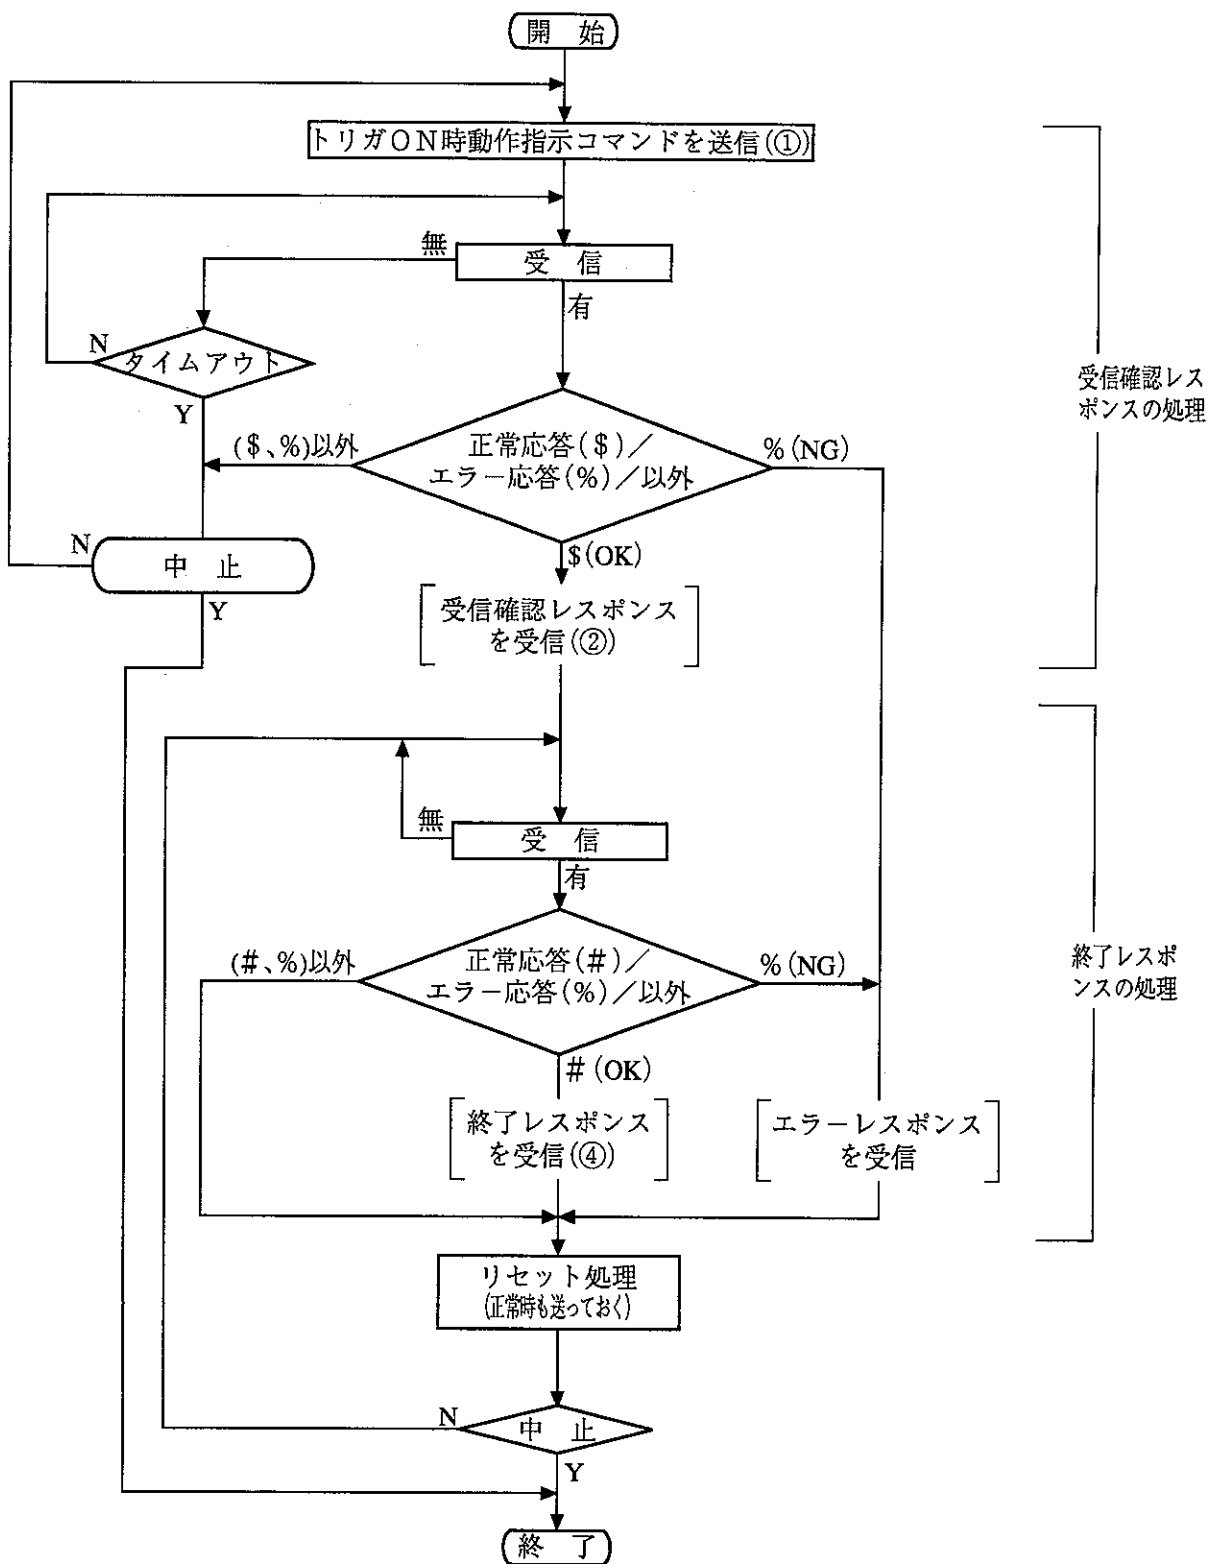 開 始
トリガON時動作指示コマンドを送信(①)
無
受 信
有
N
タイムアウト
Y
受信確認レス
ポンスの処理
($、%)以外
正常応答($)/
エラー応答(%)/以外
%(NG)
N
中 止
Y
$(OK)
受信確認レスポンス
を受信(②)
無
受 信
有
(#、%)以外
正常応答(#)/
エラー応答(%)/以外
%(NG)
終了レスポ
ンスの処理
#(OK)
終了レスポンス
を受信(④)
エラーレスポンス
を受信
リセット処理
(正常時も送っておく)
N
中 止
Y
終 了